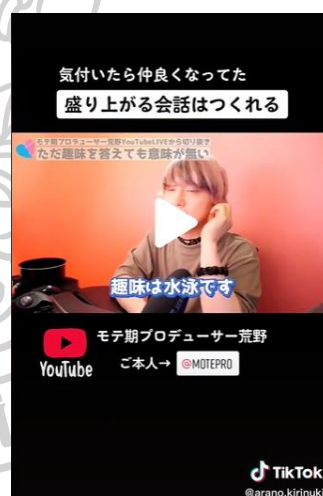 気付いたら仲良くなってた
盛り上がる会話はつくれる
モテ期プロデューサー荒野YouTubeLIVEから切り抜き
ただ趣味を答えても意味が無い
趣味は水泳です
モテ期プロデューサー荒野
YouTube
ご本人→ @MOTEPRO
TikTok
@arano.kirinuki